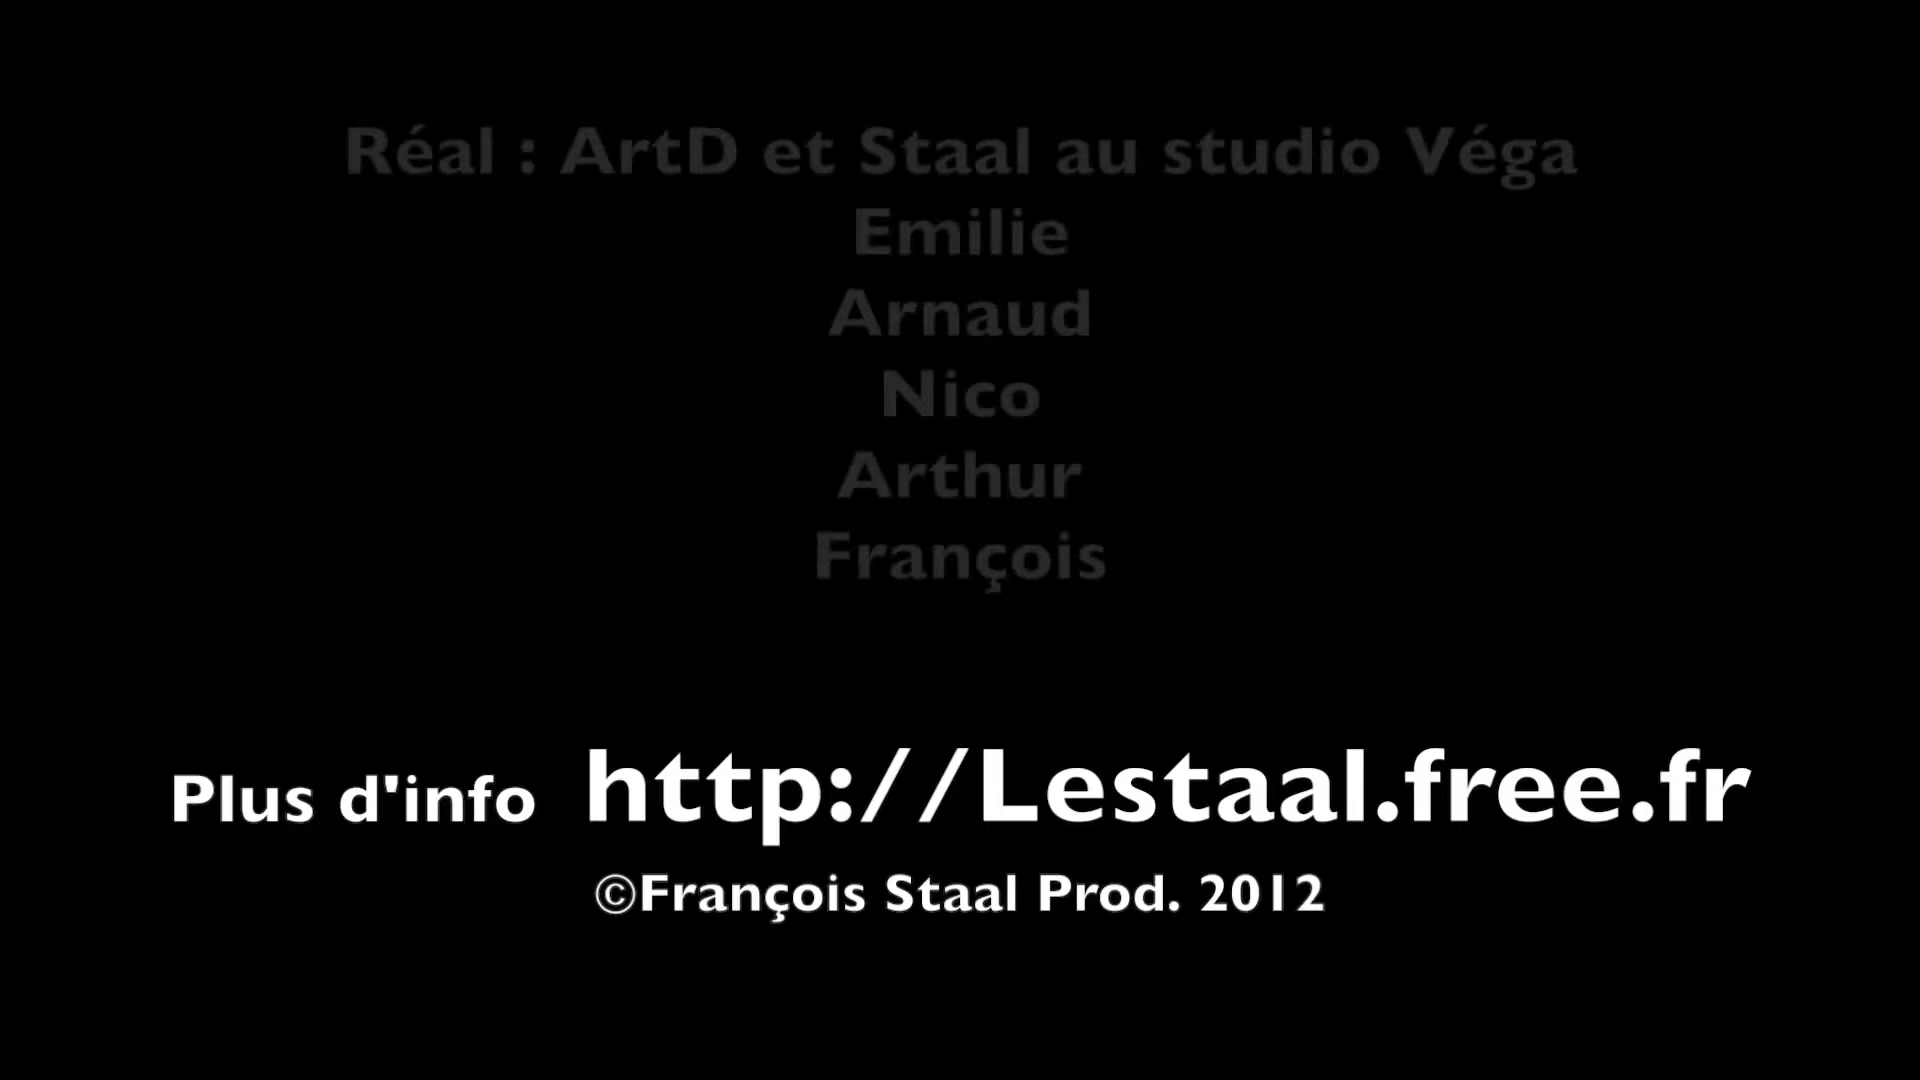 Réal : ArtD et Staal au studio Véga
Emilie
Arnaud
Nico
Arthur
François
Plus d'info http://Lestaal.free.fr
©François Staal Prod. 2012